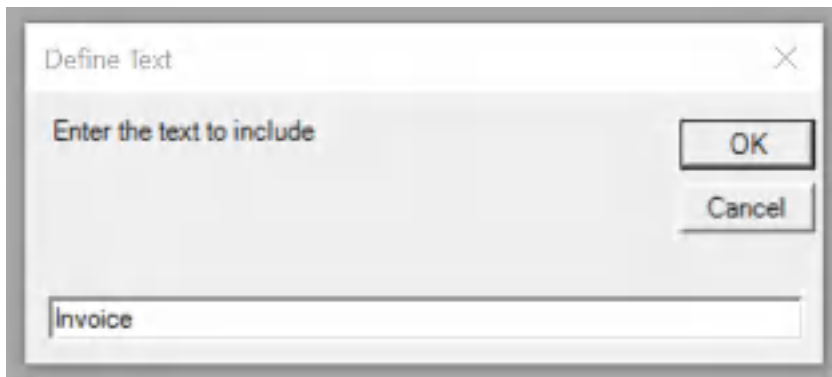 Define Text
Enter the text to include
OK
Cancel
Invoice